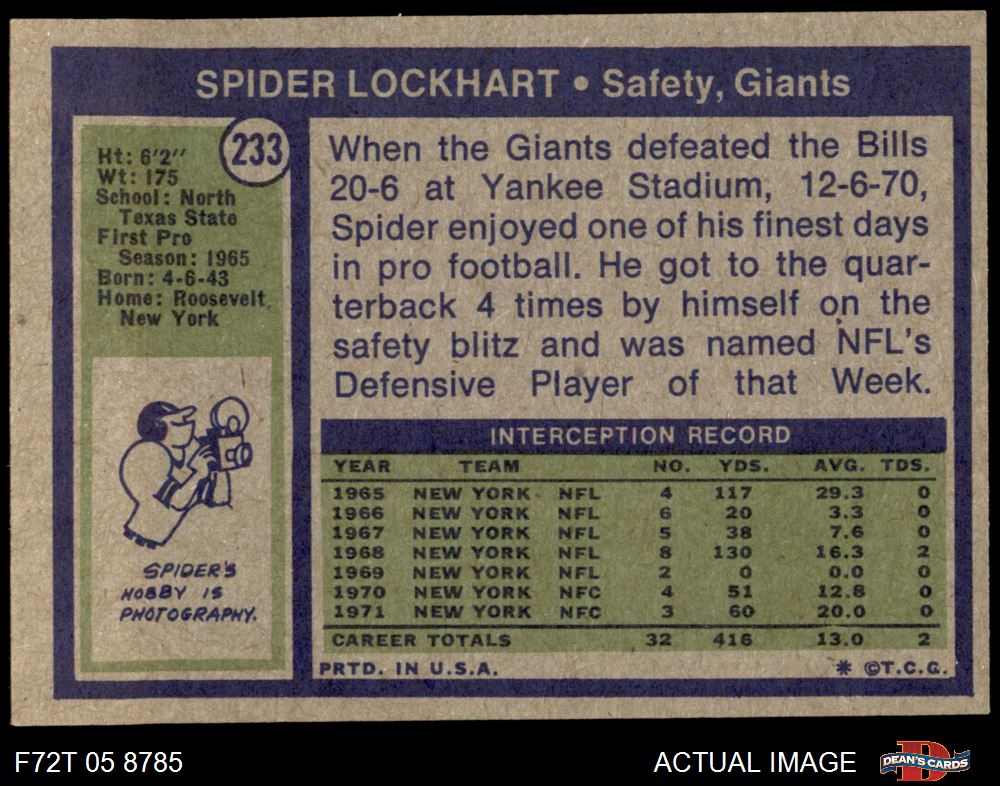 SPIDER LOCKHART • Safety, Giants
233
Ht: 6'2"
Wt: 175
School: North
Texas State
First Pro
Season: 1965
Born: 4-6-43
Home: Roosevelt,
New York
SPIDER'S
HOBBY IS
PHOTOGRAPHY.
When the Giants defeated the Bills
20-6 at Yankee Stadium, 12-6-70,
Spider enjoyed one of his finest days
in pro football. He got to the quar-
terback 4 times by himself on the
safety blitz and was named NFL's
Defensive Player of that Week.
INTERCEPTION RECORD
YEAR TEAM NO. YDS. AVG. TDS.
1965 NEW YORK NFL 4 117 29.3 0
1966 NEW YORK NFL 6 20 3.3 0
1967 NEW YORK NFL 5 38 7.6 0
1968 NEW YORK NFL 8 130 16.3 2
1969 NEW YORK NFL 2 0 0.0 0
1970 NEW YORK NFC 4 51 12.8 0
1971 NEW YORK NFC 3 60 20.0 0
CAREER TOTALS 32 416 13.0 2
PRTD. IN U.S.A. * ©T.C.G.
F72T 05 8785 ACTUAL IMAGE DEAN'S CARDS